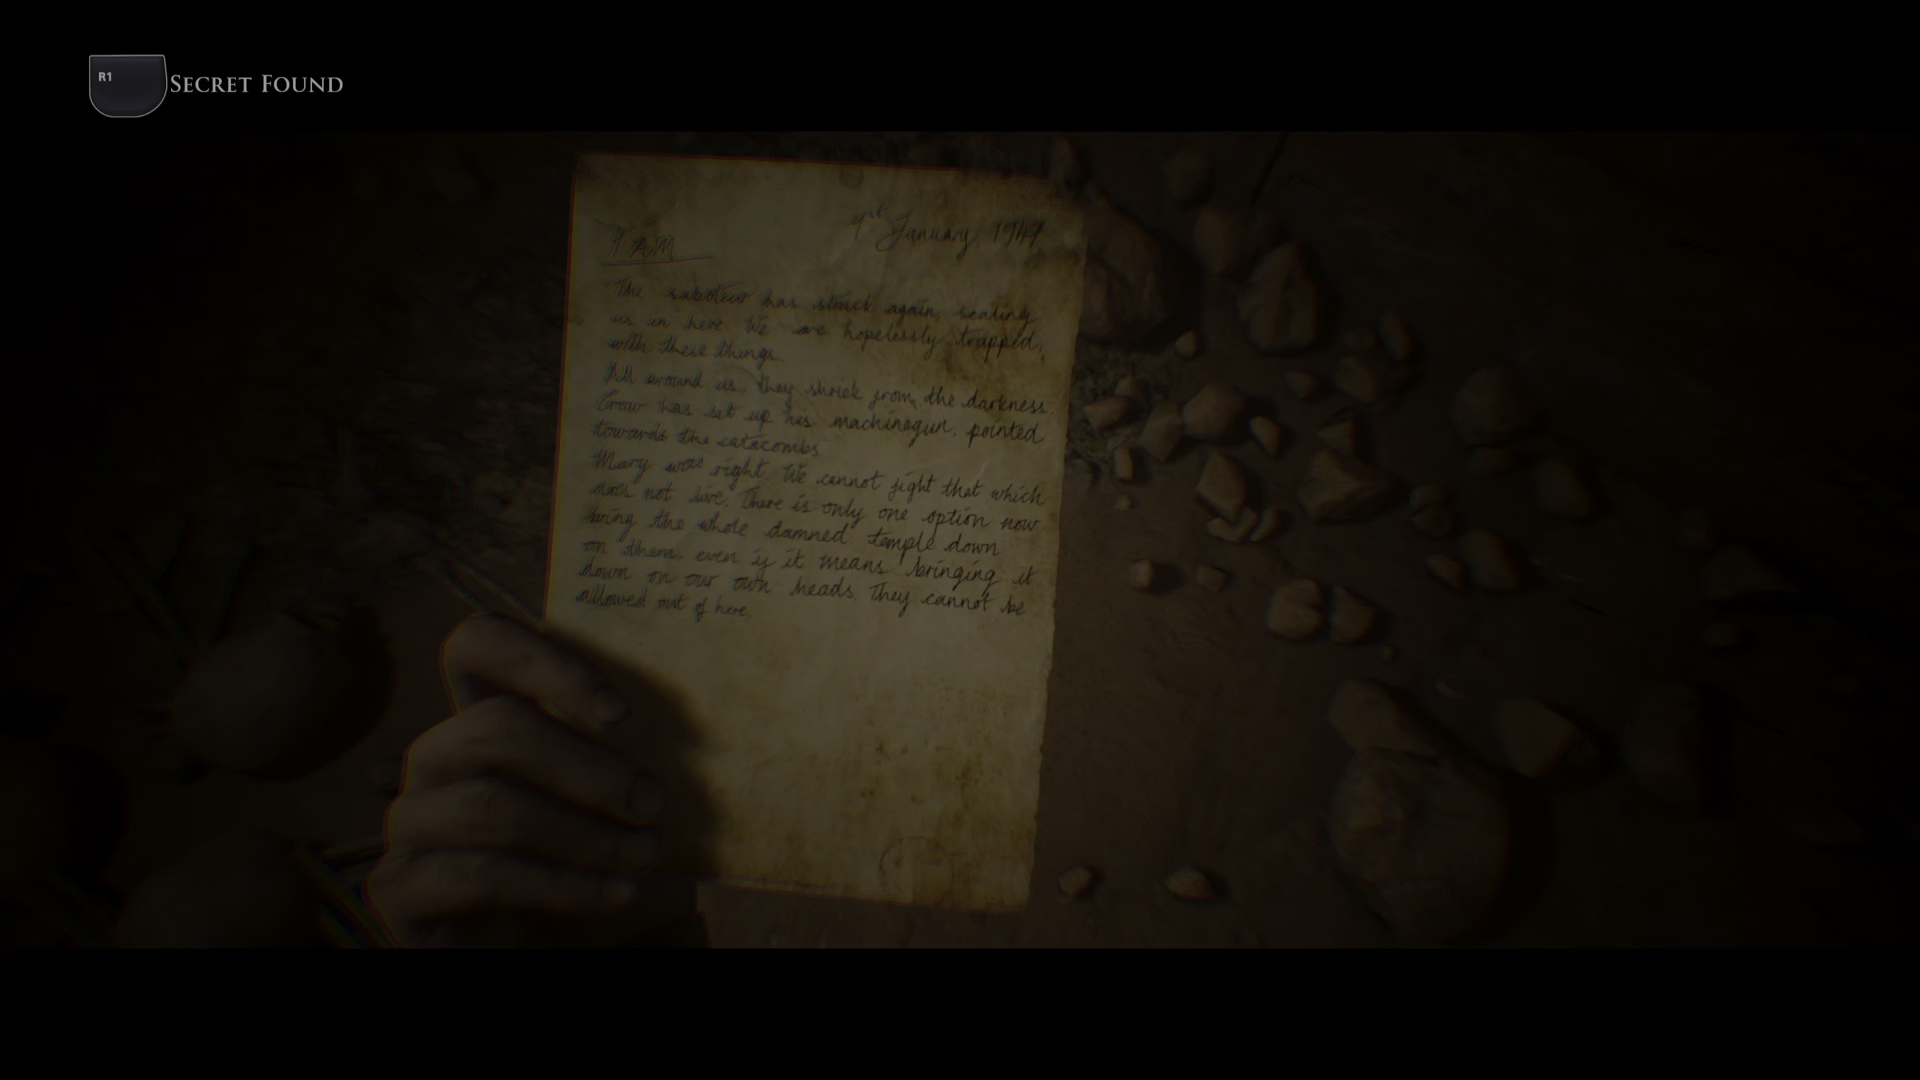 R1
SECRET FOUND
January 1947
7 AM
The saboteur has struck again, sealing
us in here. We are hopelessly trapped,
with these things.
All around us, they shriek from the darkness.
Grow has set up his machinegun, pointed
towards the catacombs.
Mary was right. We cannot fight that which
does not live. There is only one option now
bring the whole damned temple down
on them even if it means bringing it
down on our own heads. They cannot be
allowed out of here.